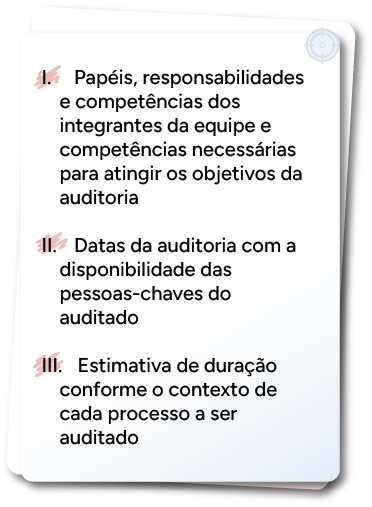 I. Papéis, responsabilidades
e competências dos
integrantes da equipe e
competências necessárias
para atingir os objetivos da
auditoria
II. Datas da auditoria com a
disponibilidade das
pessoas-chaves do
auditado
III. Estimativa de duração
conforme o contexto de
cada processo a ser
auditado